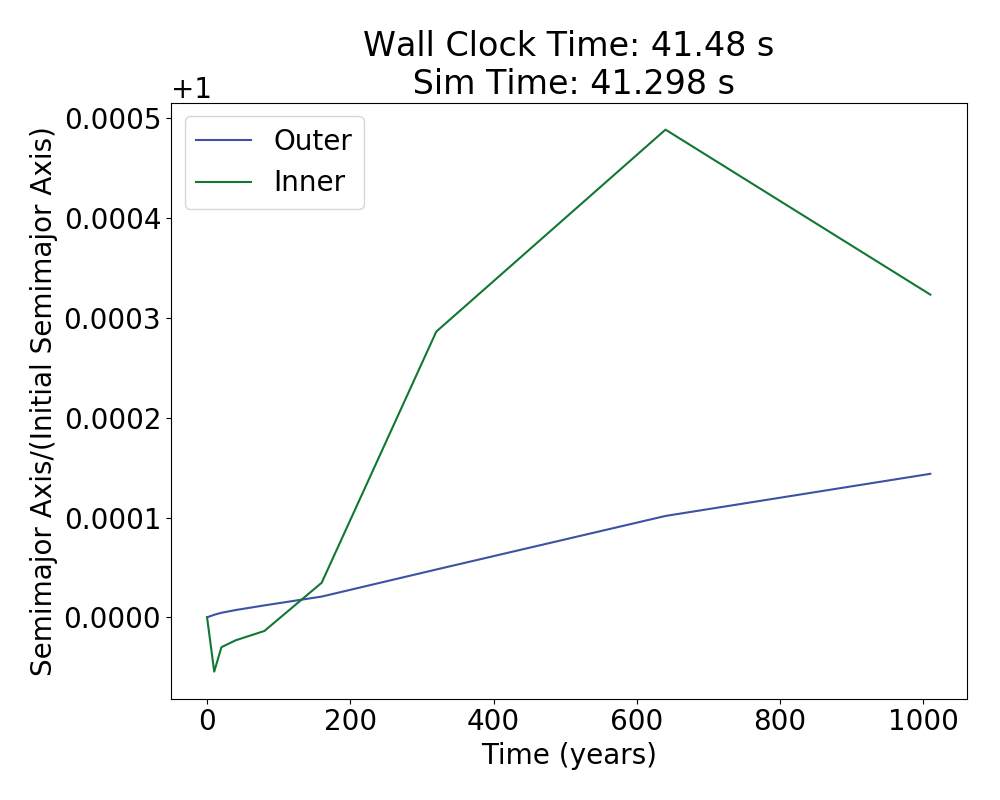 Wall Clock Time: 41.48 s
Sim Time: 41.298 s
+1
0.0005
0.0004
0.0003
0.0002
0.0001
0.0000
Semimajor Axis/(Initial Semimajor Axis)
Outer
Inner
0 200 400 600 800 1000
Time (years)